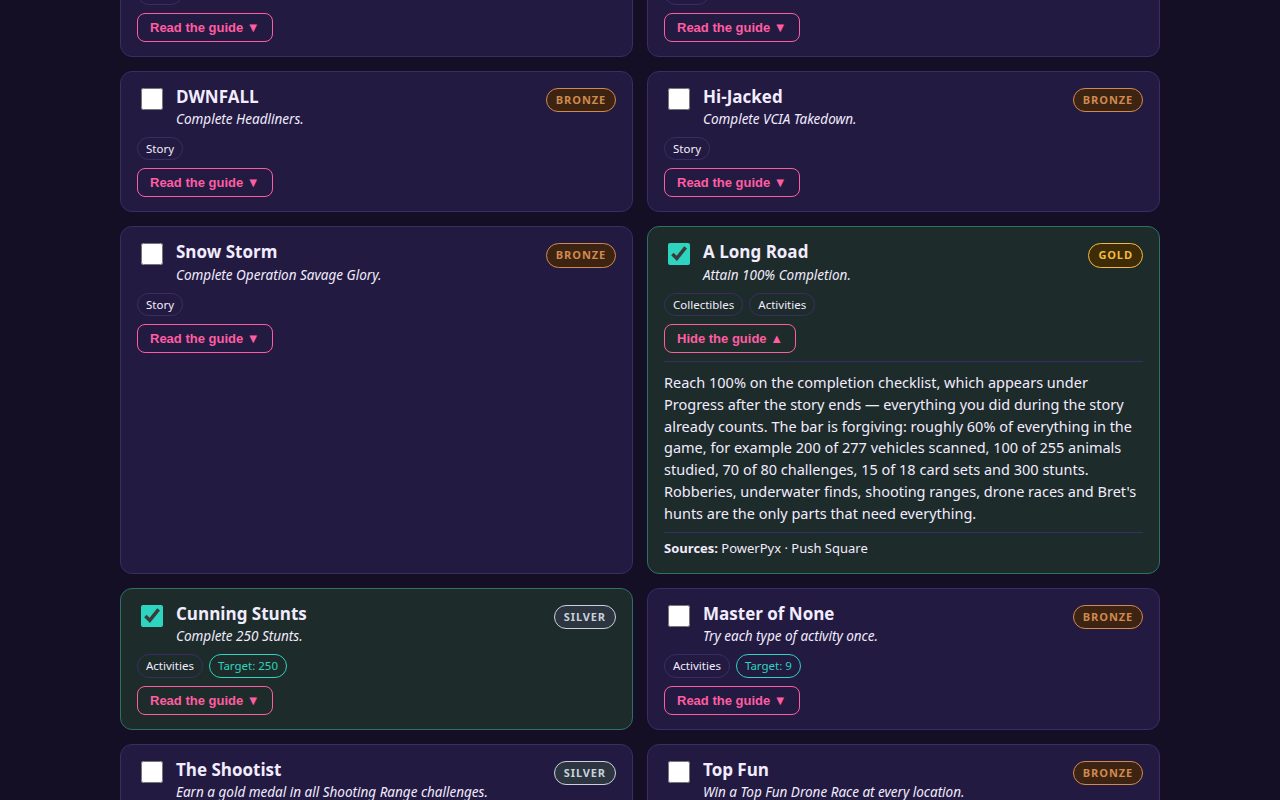 Read the guide ▼
Read the guide ▼
DWNFALL
BRONZE
Complete Headliners.
Story
Read the guide ▼
Hi-Jacked
BRONZE
Complete VCIA Takedown.
Story
Read the guide ▼
Snow Storm
BRONZE
Complete Operation Savage Glory.
Story
Read the guide ▼
A Long Road
GOLD
Attain 100% Completion.
Collectibles
Activities
Hide the guide ▲
Reach 100% on the completion checklist, which appears under
Progress after the story ends — everything you did during the story
already counts. The bar is forgiving: roughly 60% of everything in the
game, for example 200 of 277 vehicles scanned, 100 of 255 animals
studied, 70 of 80 challenges, 15 of 18 card sets and 300 stunts.
Robberies, underwater finds, shooting ranges, drone races and Bret's
hunts are the only parts that need everything.
Sources: PowerPyx · Push Square
Cunning Stunts
SILVER
Complete 250 Stunts.
Activities
Target: 250
Read the guide ▼
Master of None
BRONZE
Try each type of activity once.
Activities
Target: 9
Read the guide ▼
The Shootist
SILVER
Earn a gold medal in all Shooting Range challenges.
Top Fun
BRONZE
Win a Top Fun Drone Race at every location.